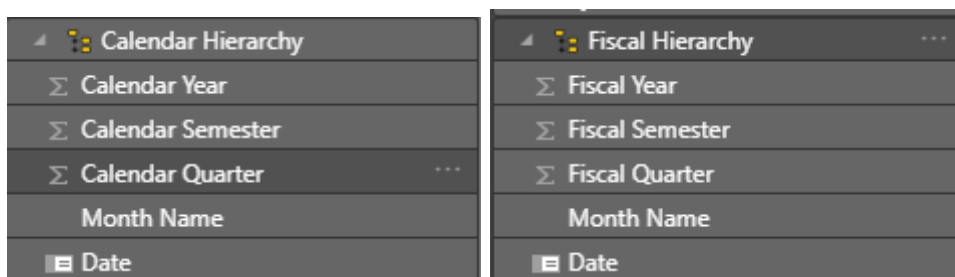 Calendar Hierarchy
Calendar Year
Calendar Semester
Calendar Quarter
Month Name
Date
Fiscal Hierarchy
Fiscal Year
Fiscal Semester
Fiscal Quarter
Month Name
Date